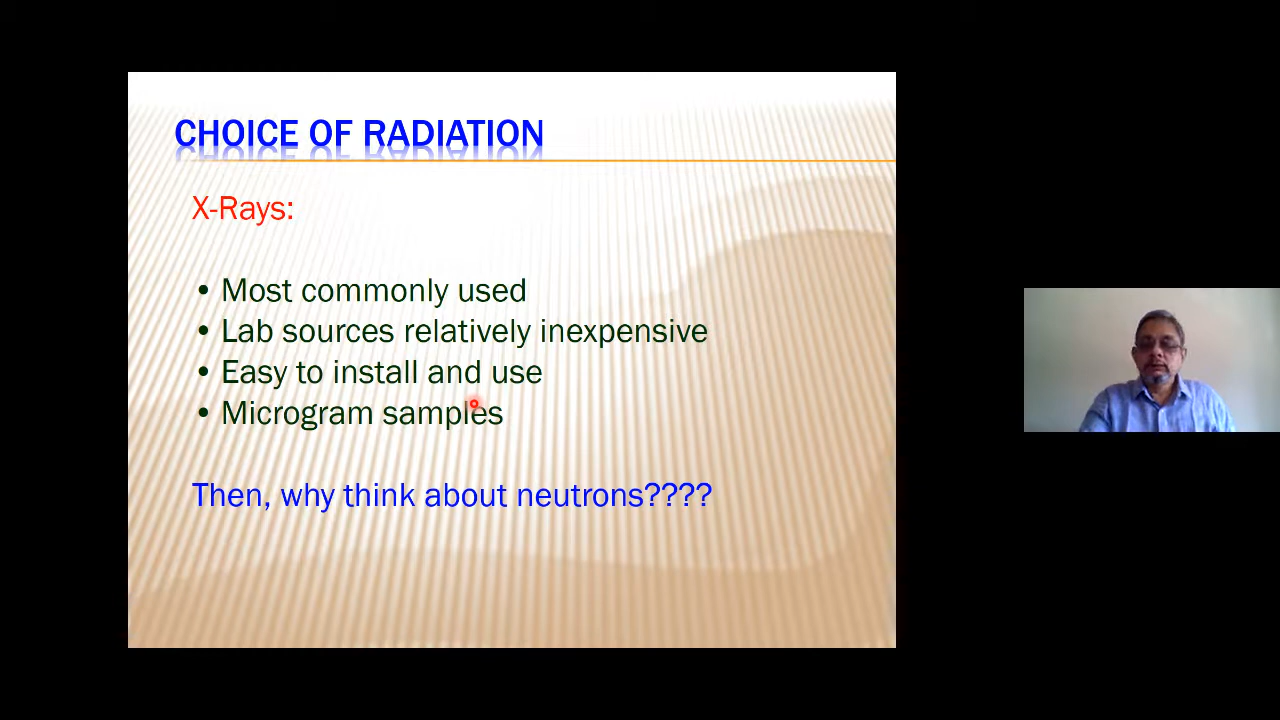 CHOICE OF RADIATION
X-Rays:
• Most commonly used
• Lab sources relatively inexpensive
• Easy to install and use
• Microgram samples
Then, why think about neutrons????